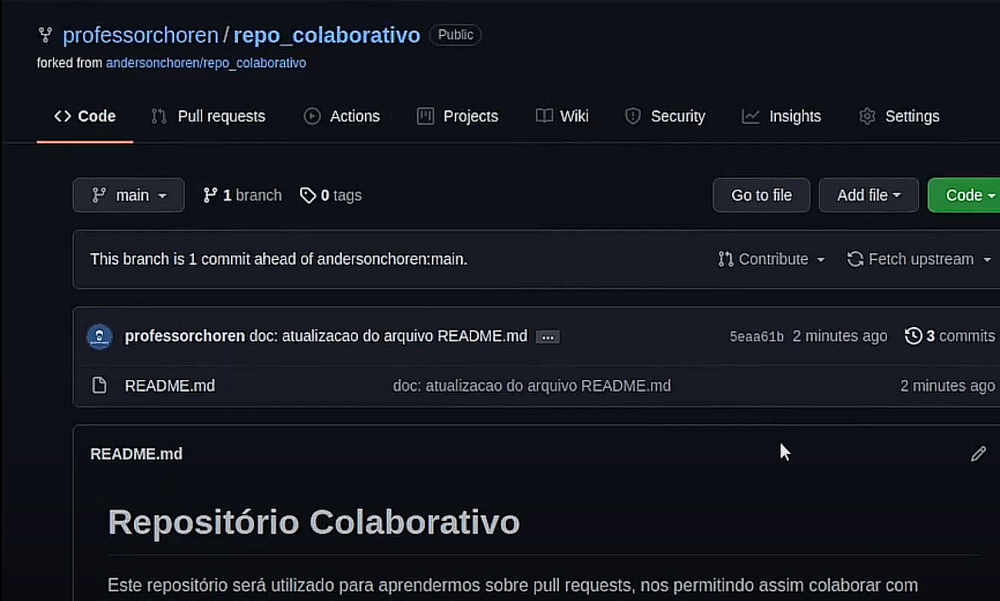 professorchoren / repo_colaborativo Public
forked from andersonchoren/repo_colaborativo
Code Pull requests Actions Projects Wiki Security Insights Settings
main 1 branch 0 tags Go to file Add file Code
This branch is 1 commit ahead of andersonchoren:main. Contribute Fetch upstream
professorchoren doc: atualizacao do arquivo README.md ... 5eaa61b 2 minutes ago 3 commits
README.md doc: atualizacao do arquivo README.md 2 minutes ago
README.md
Repositório Colaborativo
Este repositório será utilizado para aprendermos sobre pull requests, nos permitindo assim colaborar com